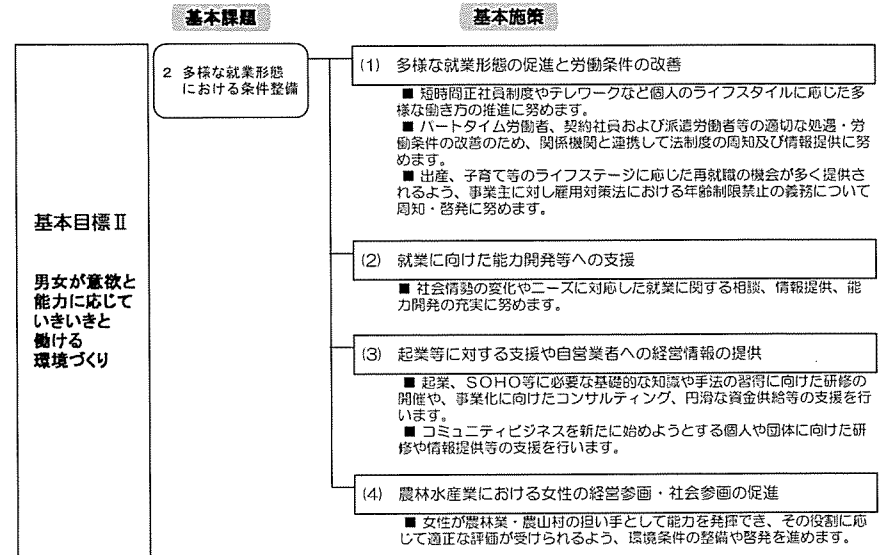 基本課題
基本施策
基本目標Ⅱ
男女が意欲と
能力に応じて
いきいきと
働ける
環境づくり
2 多様な就業形態
における条件整備
(1) 多様な就業形態の促進と労働条件の改善
■ 短時間正社員制度やテレワークなど個人のライフスタイルに応じた多
様な働き方の推進に努めます。
■ パートタイム労働者、契約社員および派遣労働者等の適切な処遇・労
働条件の改善のため、関係機関と連携して法制度の周知及び情報提供に努
めます。
■ 出産、子育て等のライフステージに応じた再就職の機会が多く提供さ
れるよう、事業主に対し雇用対策法における年齢制限禁止の義務について
周知・啓発に努めます。
(2) 就業に向けた能力開発等への支援
■ 社会情勢の変化やニーズに対応した就業に関する相談、情報提供、能
力開発の充実に努めます。
(3) 起業等に対する支援や自営業者への経営情報の提供
■ 起業、SOHO等に必要な基礎的な知識や手法の習得に向けた研修の
開催や、事業化に向けたコンサルティング、円滑な資金供給等の支援を行
います。
■ コミュニティビジネスを新たに始めようとする個人や団体に向けた研
修や情報提供等の支援を行います。
(4) 農林水産業における女性の経営参画・社会参画の促進
■ 女性が農林業・農山村の担い手として能力を発揮でき、その役割に応
じて適正な評価が受けられるよう、環境条件の整備や啓発を進めます。